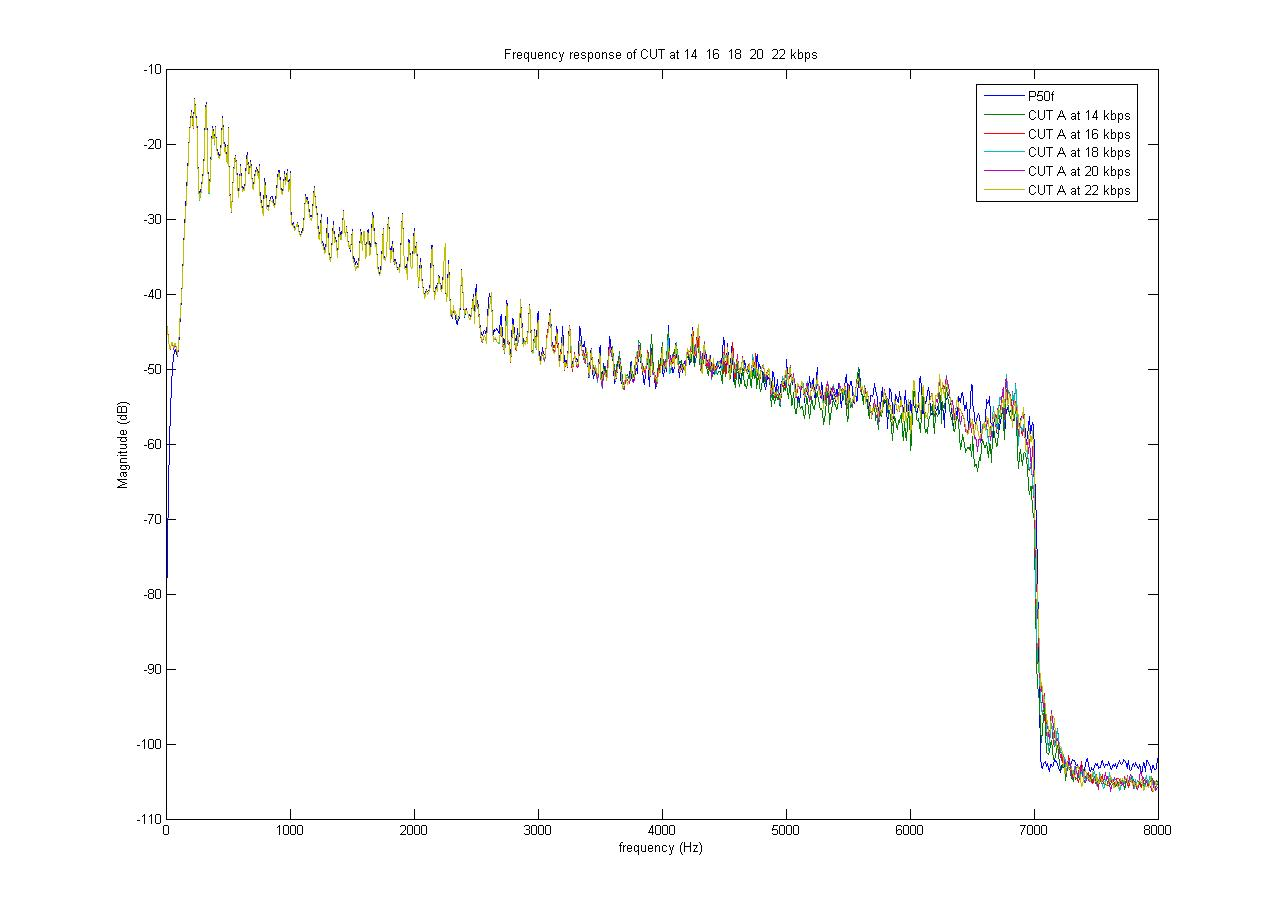 Frequency response of CUT at 14  16  18  20  22 kbps
P50f
CUT A at 14 kbps
CUT A at 16 kbps
CUT A at 18 kbps
CUT A at 20 kbps
CUT A at 22 kbps
Magnitude (dB)
-10
-20
-30
-40
-50
-60
-70
-80
-90
-100
-110
0 1000 2000 3000 4000 5000 6000 7000 8000
frequency (Hz)